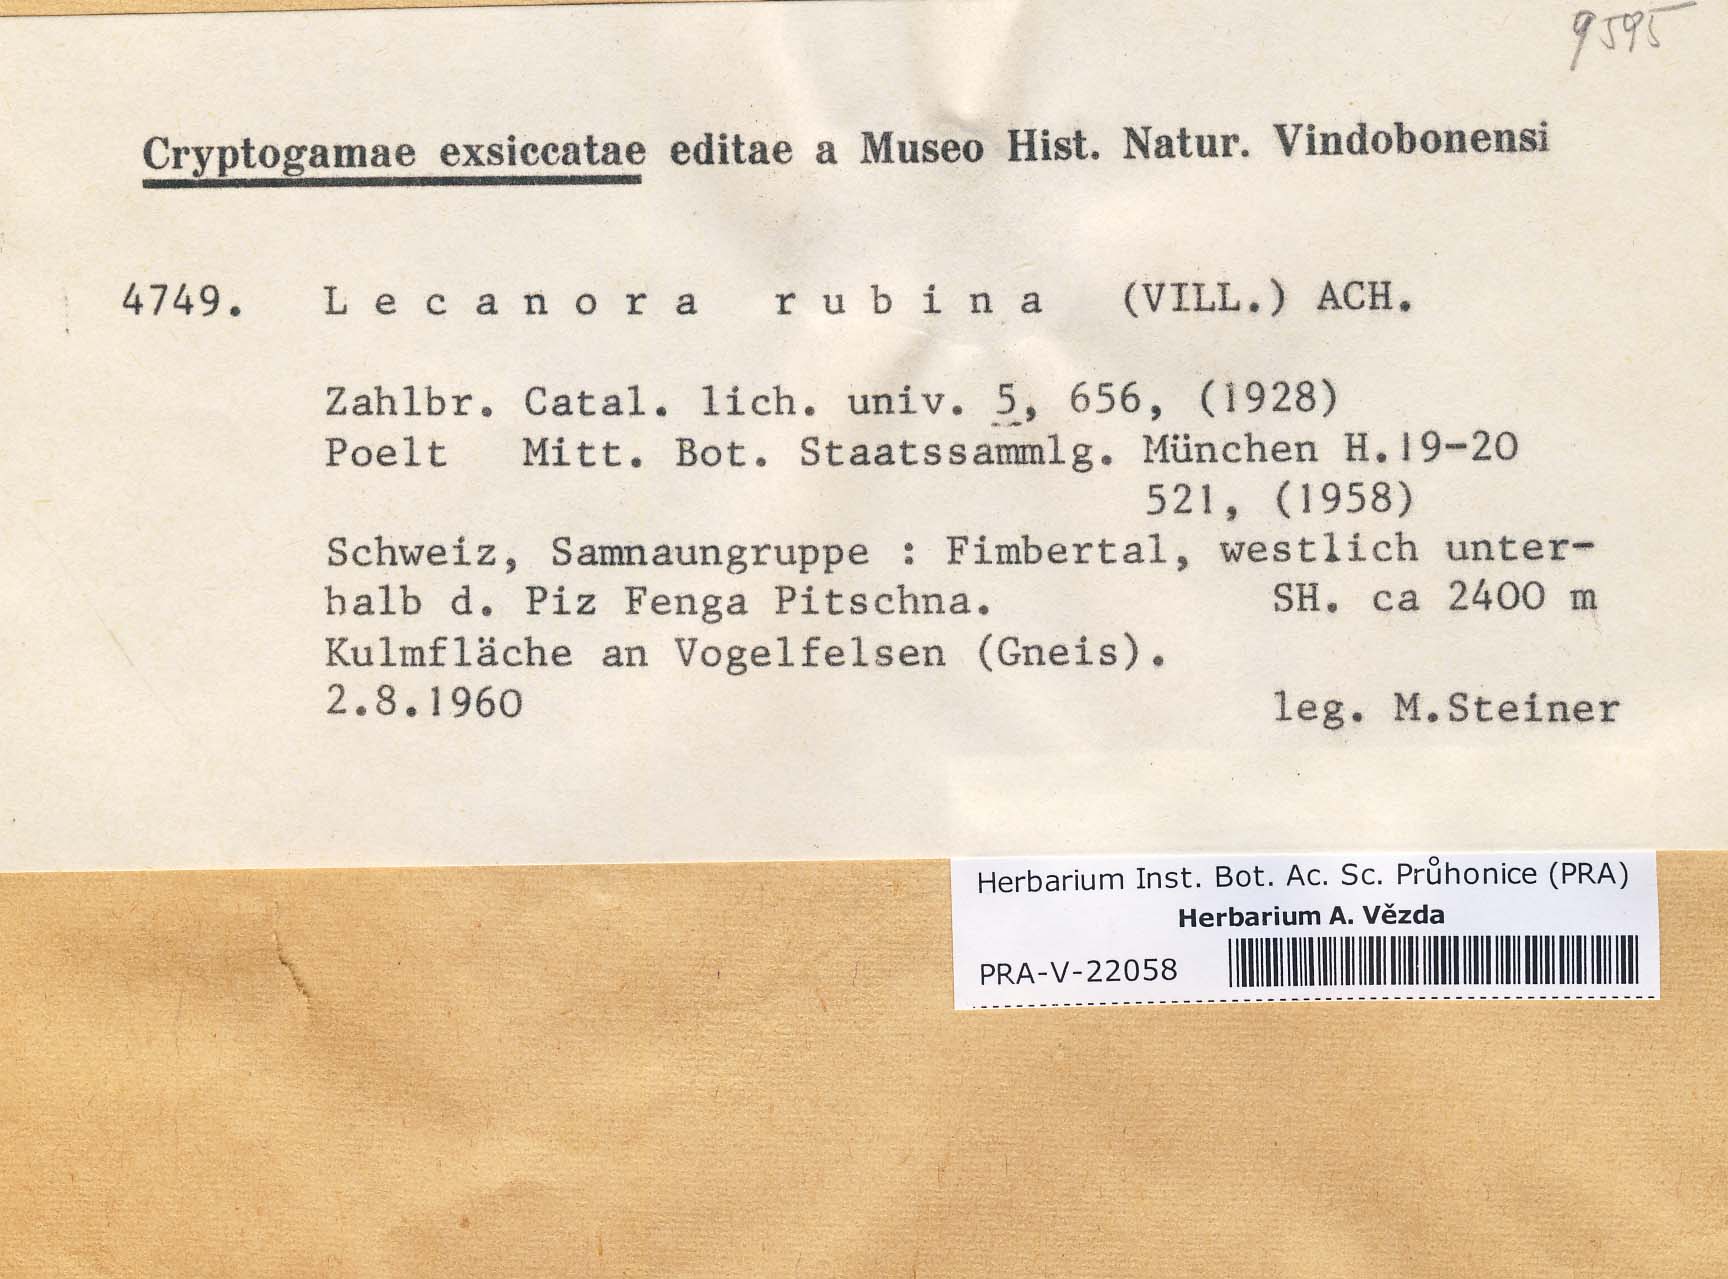 9595
Cryptogamae exsiccatae editae a Museo Hist. Natur. Vindobonensi
4749. Lecanora rubina (VILL.) ACH.
Zahlbr. Catal. lich. univ. 5, 656, (1928)
Poelt Mitt. Bot. Staatssammlg. München H.19-20
521, (1958)
Schweiz, Samnaungruppe : Fimbertal, westlich unter-
halb d. Piz Fenga Pitschna. SH. ca 2400 m
Kulmfläche an Vogelfelsen (Gneis).
2.8.1960 leg. M.Steiner
Herbarium Inst. Bot. Ac. Sc. Průhonice (PRA)
Herbarium A. Vězda
PRA-V-22058